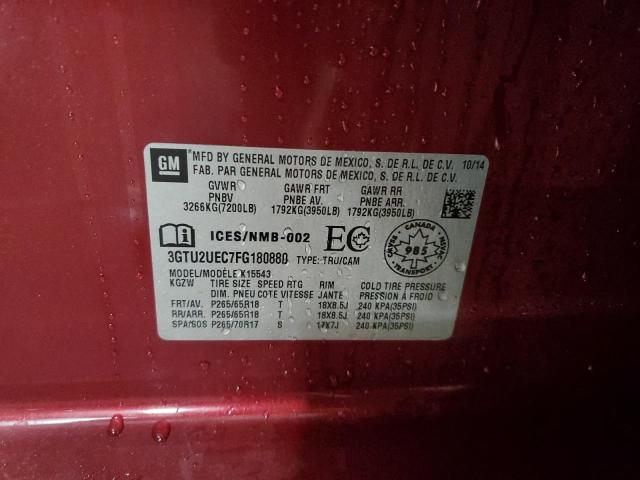 GM
MFD BY GENERAL MOTORS DE MEXICO, S. DE R.L. DE C.V. 10/14
FAB. PAR GENERAL MOTORS DE MEXICO, S. DE R.L. DE C.V.
GVWR GAWR FRT GAWR RR
PNBV PNBE AV. PNBE ARR.
3266KG(7200LB) 1792KG(3950LB) 1792KG(3950LB)
ICES/NMB-002 EC
CANADA
985
TRANSPORT
3GTU2UEC7FG180880 TYPE: TRU/CAM
MODEL/MODÈLE K15543
KGZW TIRE SIZE SPEED RTG RIM COLD TIRE PRESSURE
DIM. PNEU COTE VITESSE JANTE PRESSION À FROID
FRT/AV. P265/65R18 T 18X8.5J 240 KPA(35PSI)
RR/ARR. P265/65R18 T 18X8.5J 240 KPA(35PSI)
SPA/SOS P265/70R17 S 17X7J 240 KPA(35PSI)